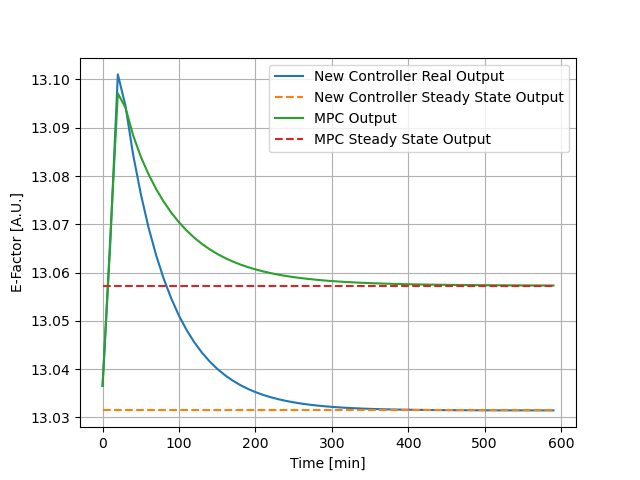 New Controller Real Output
New Controller Steady State Output
MPC Output
MPC Steady State Output
13.10
13.09
13.08
13.07
13.06
13.05
13.04
13.03
E-Factor [A.U.]
0 100 200 300 400 500 600
Time [min]